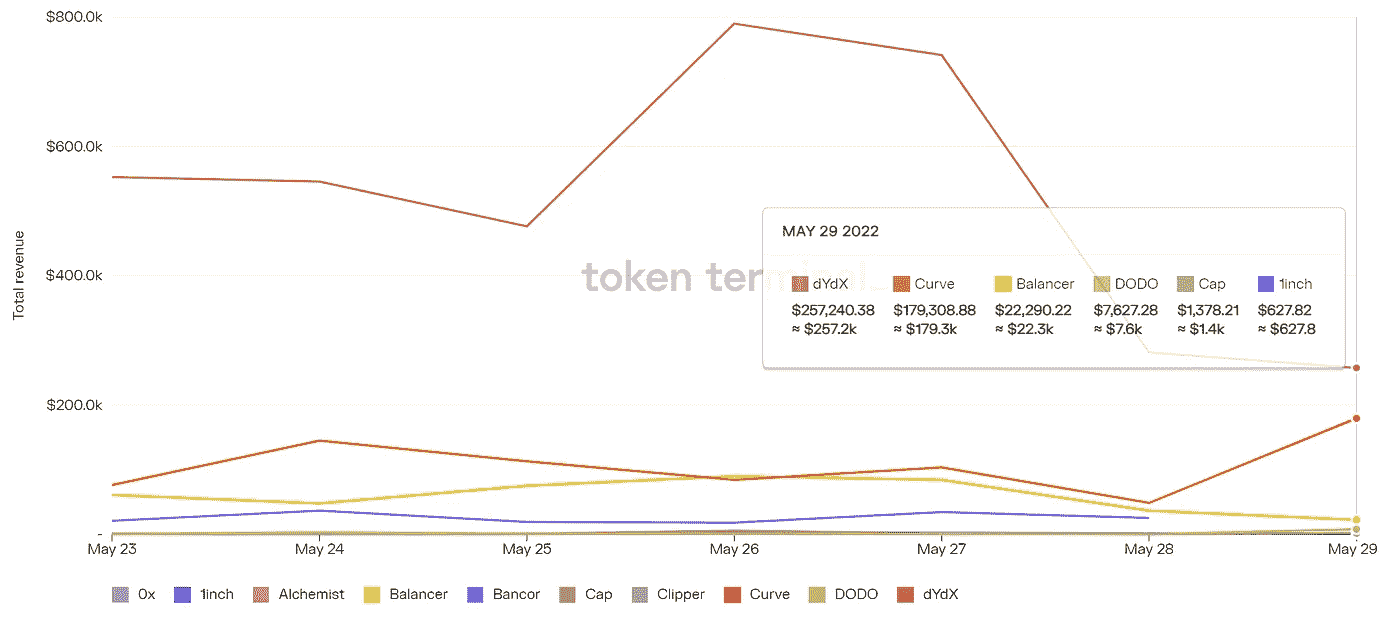 $800.0k
$600.0k
$400.0k
$200.0k
-
Total revenue
token terminal
MAY 29 2022
dYdX Curve Balancer DODO Cap 1inch
$257,240.38 $179,308.88 $22,290.22 $7,627.28 $1,378.21 $627.82
≈ $257.2k ≈ $179.3k ≈ $22.3k ≈ $7.6k ≈ $1.4k ≈ $627.8
May 23 May 24 May 25 May 26 May 27 May 28 May 29
0x 1inch Alchemist Balancer Bancor Cap Clipper Curve DODO dYdX